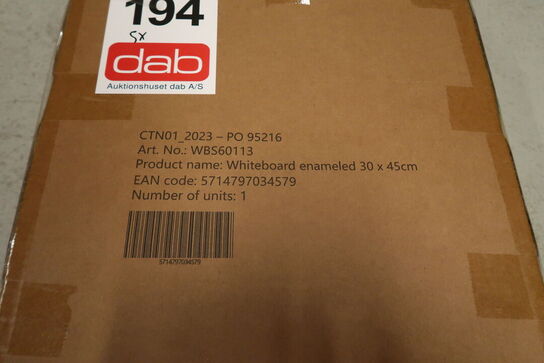 194
5x
dab
Auktionshuset dab A/S
CTN01_2023 – PO 95216
Art. No.: WBS60113
Product name: Whiteboard enameled 30 x 45cm
EAN code: 5714797034579
Number of units: 1
5714797034579